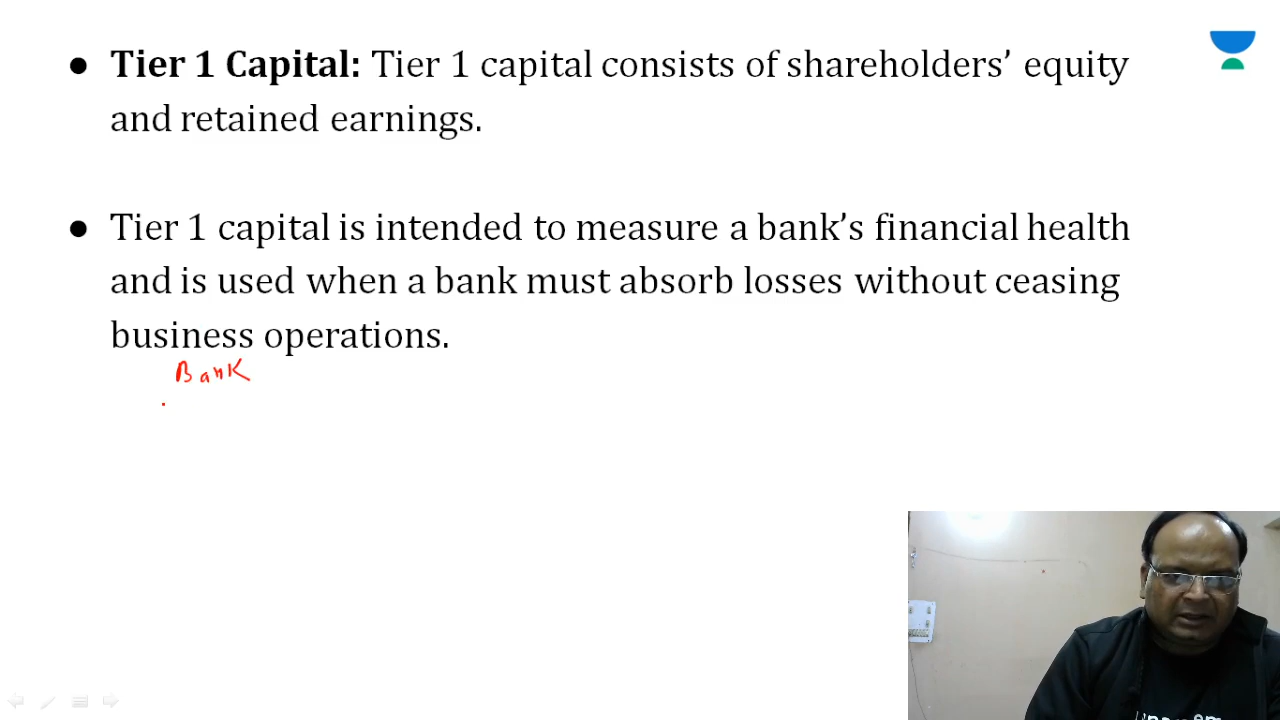 ● Tier 1 Capital: Tier 1 capital consists of shareholders’ equity
and retained earnings.
● Tier 1 capital is intended to measure a bank’s financial health
and is used when a bank must absorb losses without ceasing
business operations.
Bank